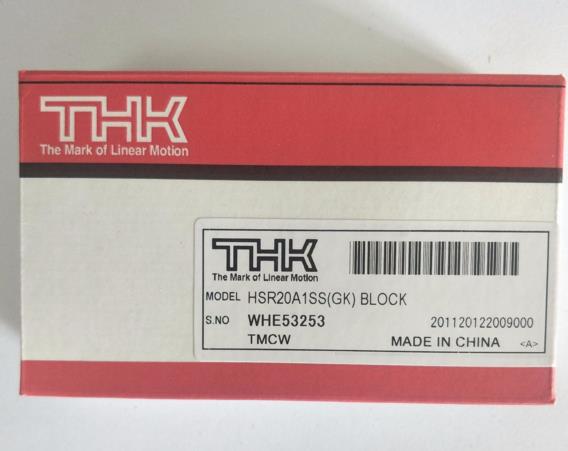 THK
The Mark of Linear Motion
THK
The Mark of Linear Motion
MODEL HSR20A1SS(GK) BLOCK
S.NO WHE53253 201120122009000
TMCW MADE IN CHINA <A>